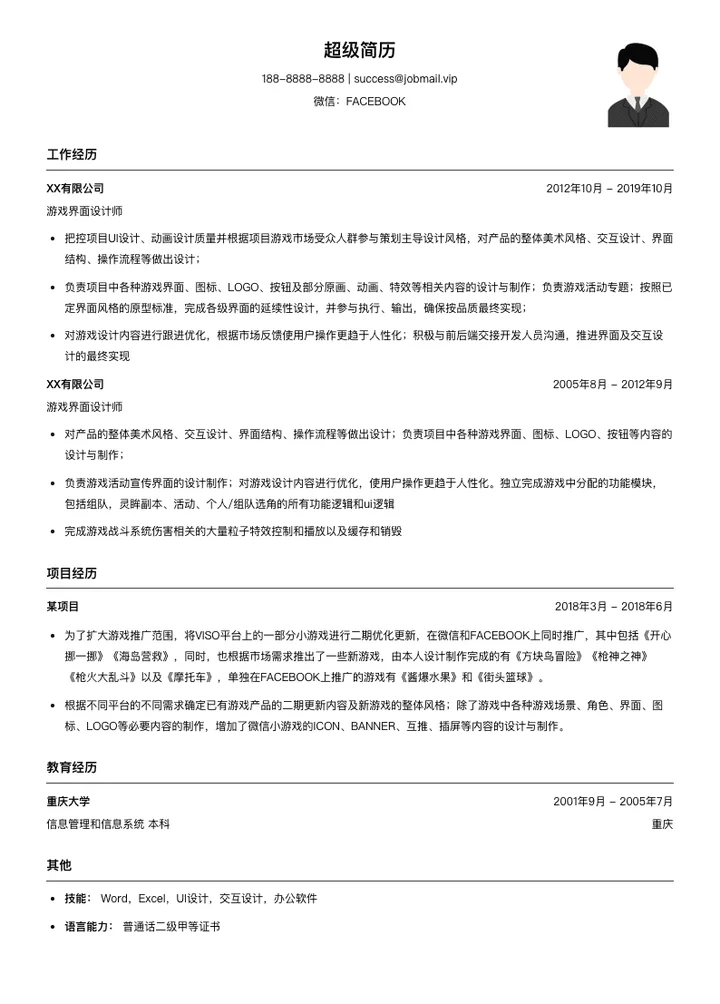 超级简历
188-8888-8888 | success@jobmail.vip
微信：FACEBOOK
工作经历
XX有限公司 2012年10月 - 2019年10月
游戏界面设计师
• 把控项目UI设计、动画设计质量并根据项目游戏市场受众人群参与策划主导设计风格，对产品的整体美术风格、交互设计、界面
结构、操作流程等做出设计；
• 负责项目中各种游戏界面、图标、LOGO、按钮及部分原画、动画、特效等相关内容的设计与制作；负责游戏活动专题；按照已
定界面风格的原型标准，完成各级界面的延续性设计，并参与执行、输出，确保按品质最终实现；
• 对游戏设计内容进行跟进优化，根据市场反馈使用户操作更趋于人性化；积极与前后端交接开发人员沟通，推进界面及交互设
计的最终实现
XX有限公司 2005年8月 - 2012年9月
游戏界面设计师
• 对产品的整体美术风格、交互设计、界面结构、操作流程等做出设计；负责项目中各种游戏界面、图标、LOGO、按钮等内容的
设计与制作；
• 负责游戏活动宣传界面的设计制作；对游戏设计内容进行优化，使用户操作更趋于人性化。独立完成游戏中分配的功能模块，
包括组队，灵眸副本、活动、个人/组队选角的所有功能逻辑和ui逻辑
• 完成游戏战斗系统伤害相关的大量粒子特效控制和播放以及缓存和销毁
项目经历
某项目 2018年3月 - 2018年6月
• 为了扩大游戏推广范围，将VISO平台上的一部分小游戏进行二期优化更新，在微信和FACEBOOK上同时推广，其中包括《开心
挪一挪》《海岛营救》，同时，也根据市场需求推出了一些新游戏，由本人设计制作完成的有《方块鸟冒险》《枪神之神》
《枪火大乱斗》以及《摩托车》，单独在FACEBOOK上推广的游戏有《酱爆水果》和《街头篮球》。
• 根据不同平台的不同需求确定已有游戏产品的二期更新内容及新游戏的整体风格；除了游戏中各种游戏场景、角色、界面、图
标、LOGO等必要内容的制作，增加了微信小游戏的ICON、BANNER、互推、插屏等内容的设计与制作。
教育经历
重庆大学 2001年9月 - 2005年7月
信息管理和信息系统 本科 重庆
其他
• 技能： Word，Excel，UI设计，交互设计，办公软件
• 语言能力： 普通话二级甲等证书